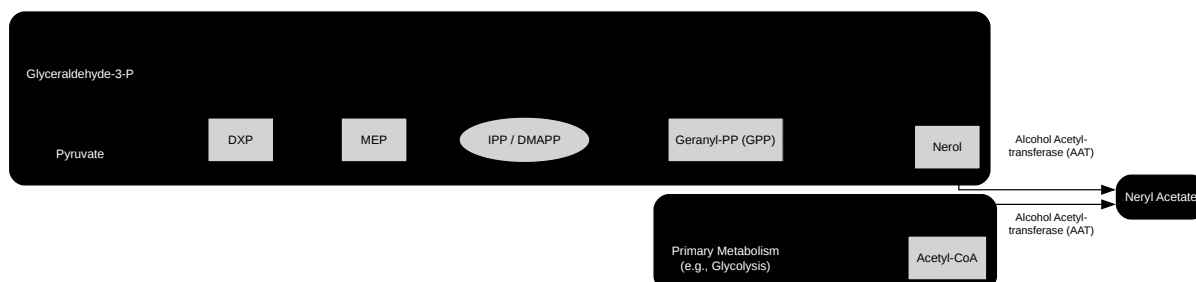 Glyceraldehyde-3-P
Pyruvate
DXP
MEP
IPP / DMAPP
Geranyl-PP (GPP)
Nerol
Alcohol Acetyl-
transferase (AAT)
Neryl Acetate
Alcohol Acetyl-
transferase (AAT)
Primary Metabolism
(e.g., Glycolysis)
Acetyl-CoA